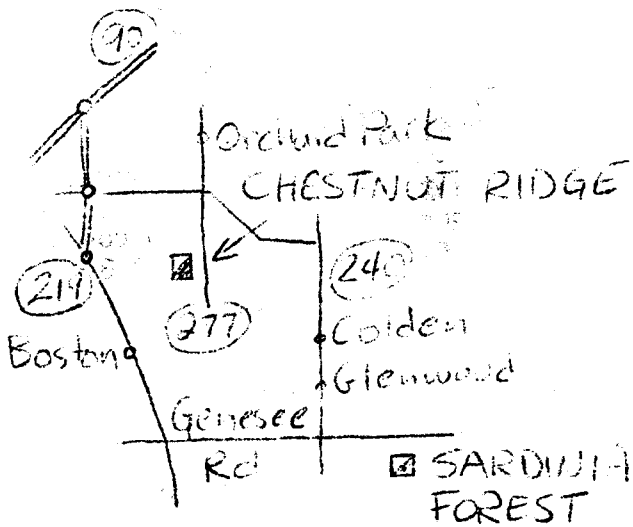 90
Orchard Park
CHESTNUT RIDGE
240
219
277
Colden
Boston
Glenwood
Genesee
Rd
SARDINIA
FOREST